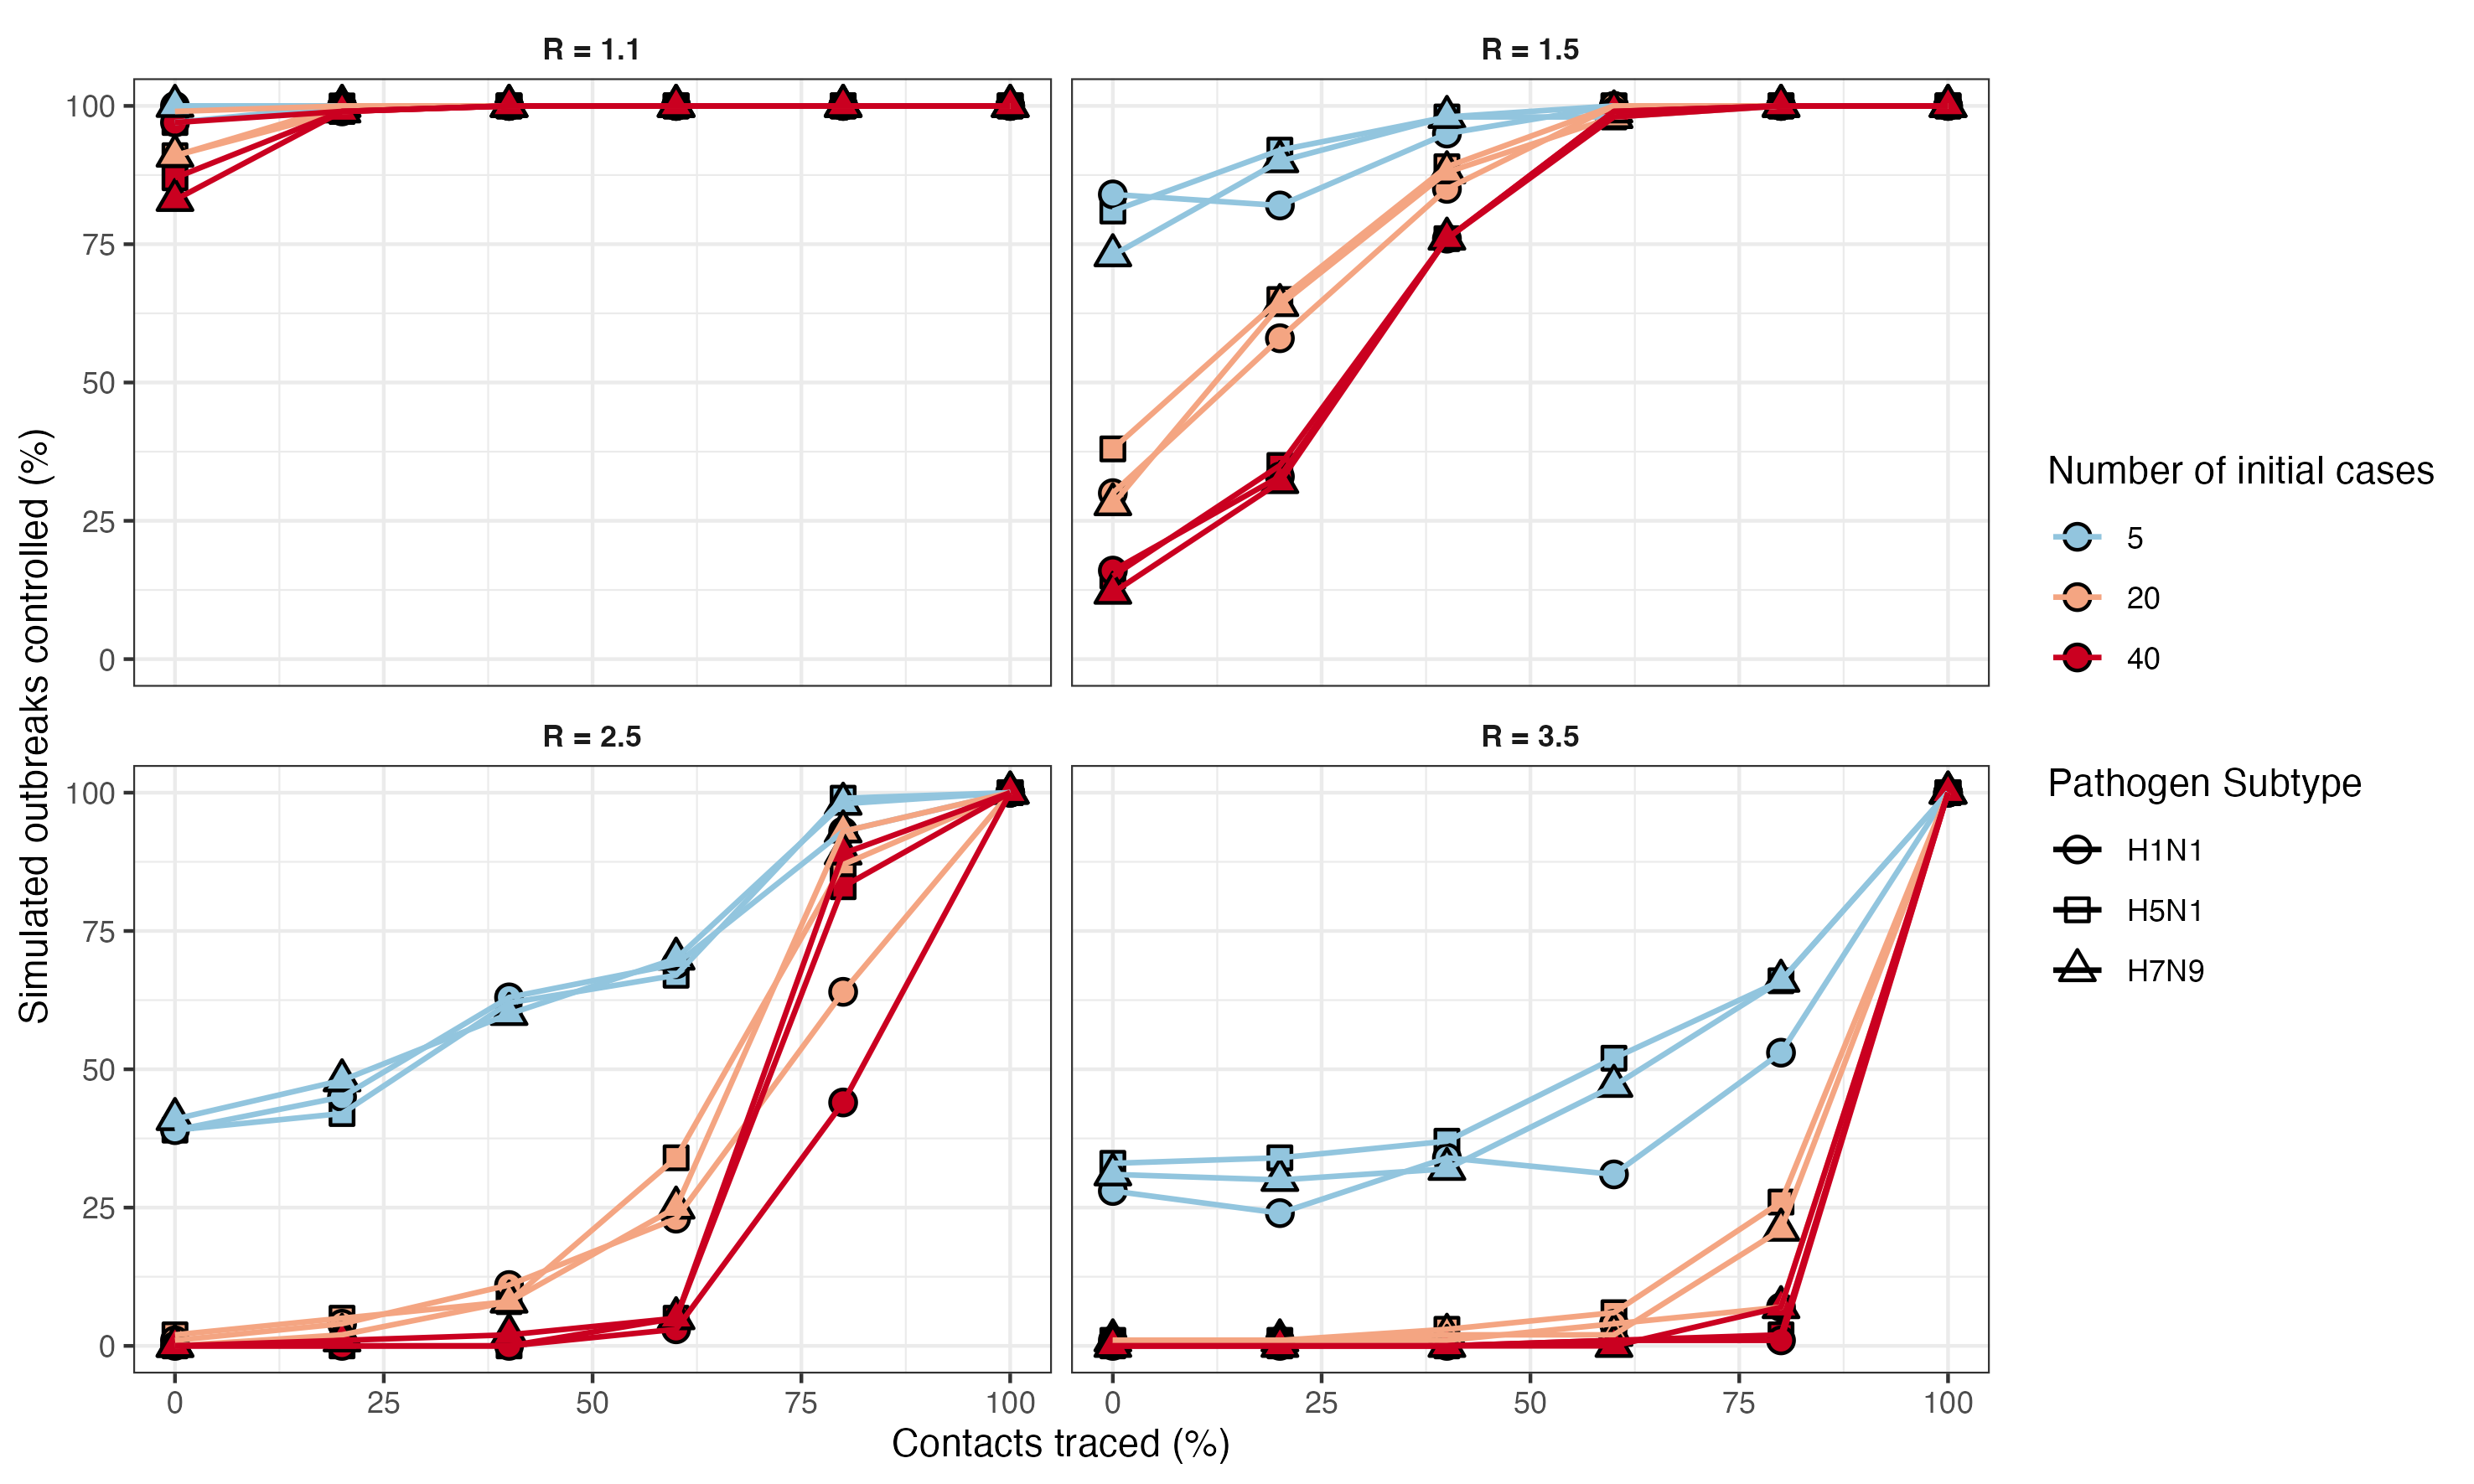 R = 1.1
R = 1.5
100
75
50
25
0
R = 2.5
R = 3.5
100
75
50
25
0
0 25 50 75 100
0 25 50 75 100
Contacts traced (%)
Simulated outbreaks controlled (%)
Number of initial cases
5
20
40
Pathogen Subtype
H1N1
H5N1
H7N9